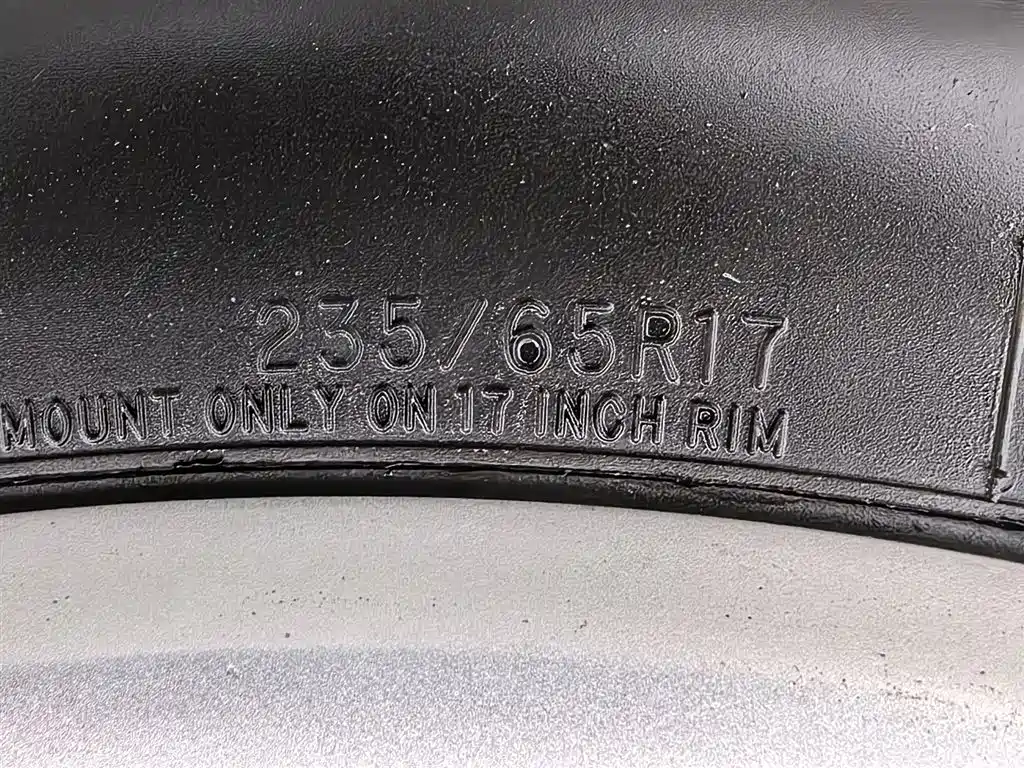 235/65R17
MOUNT ONLY ON 17 INCH RIM